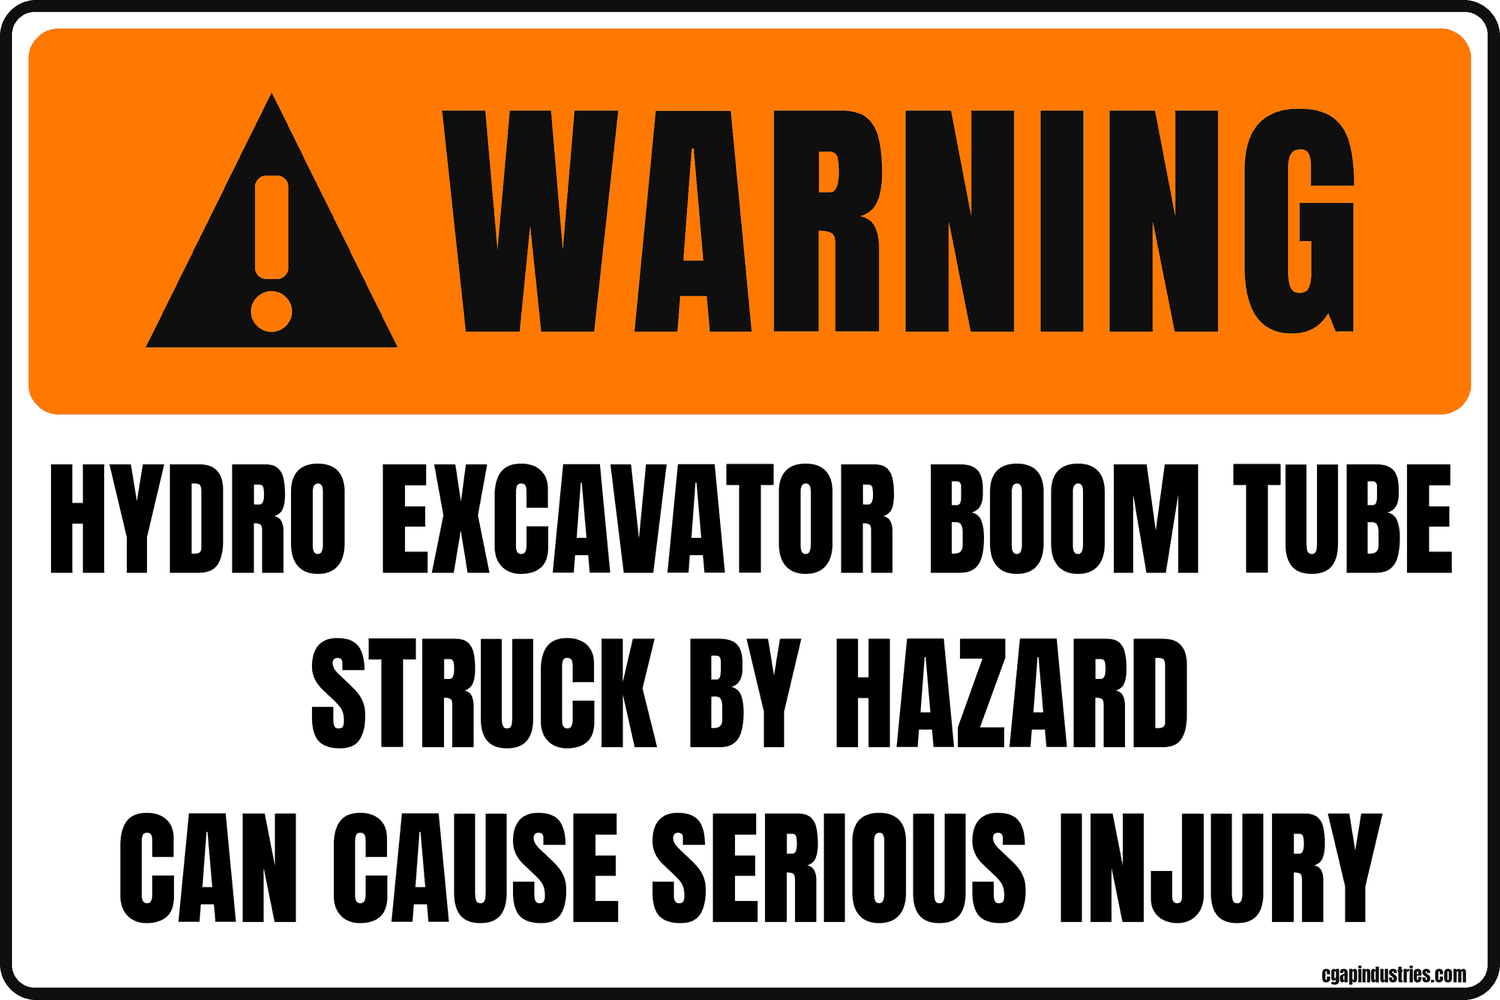 WARNING
HYDRO EXCAVATOR BOOM TUBE
STRUCK BY HAZARD
CAN CAUSE SERIOUS INJURY
cgapindustries.com